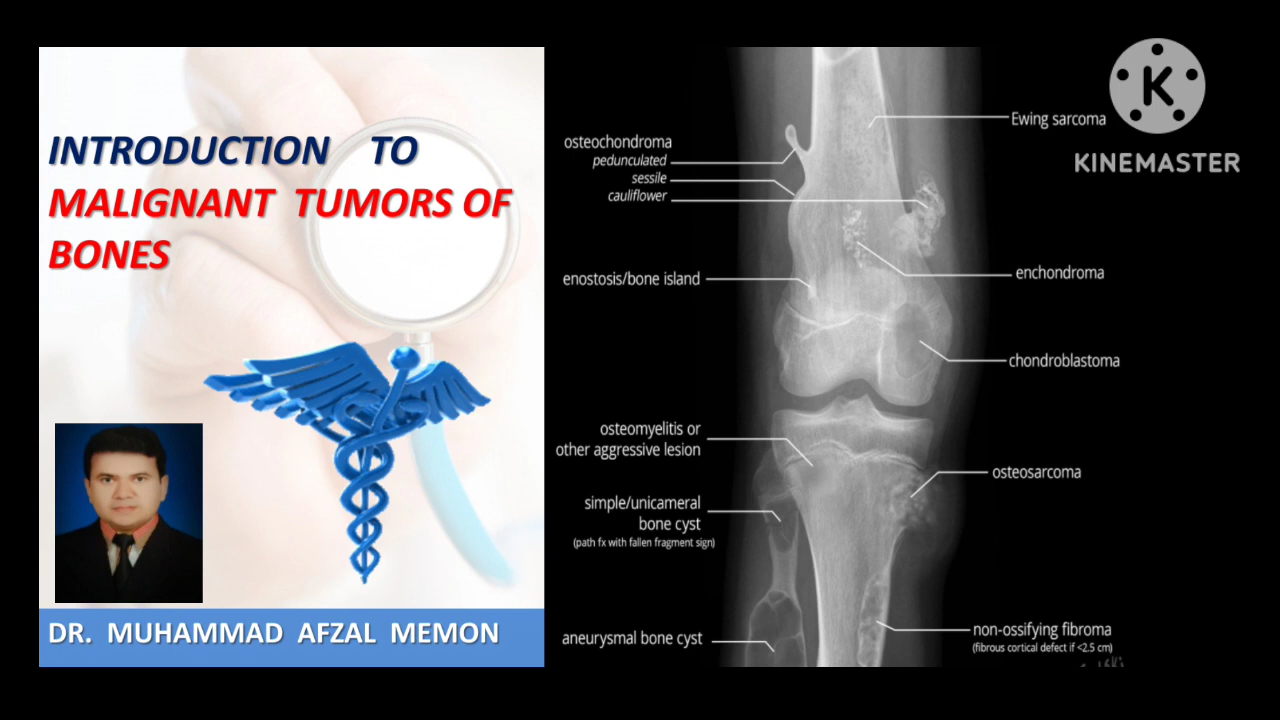 INTRODUCTION TO
MALIGNANT TUMORS OF
BONES
DR. MUHAMMAD AFZAL MEMON
osteochondroma
pedunculated
sessile
cauliflower
enostosis/bone island
osteomyelitis or
other aggressive lesion
simple/unicameral
bone cyst
(path fx with fallen fragment sign)
aneurysmal bone cyst
Ewing sarcoma
enchondroma
chondroblastoma
osteosarcoma
non-ossifying fibroma
(fibrous cortical defect if <2.5 cm)
K
KINEMASTER